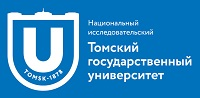 Национальный
исследовательский
Томский
государственный
университет
U
TOMSK-1878